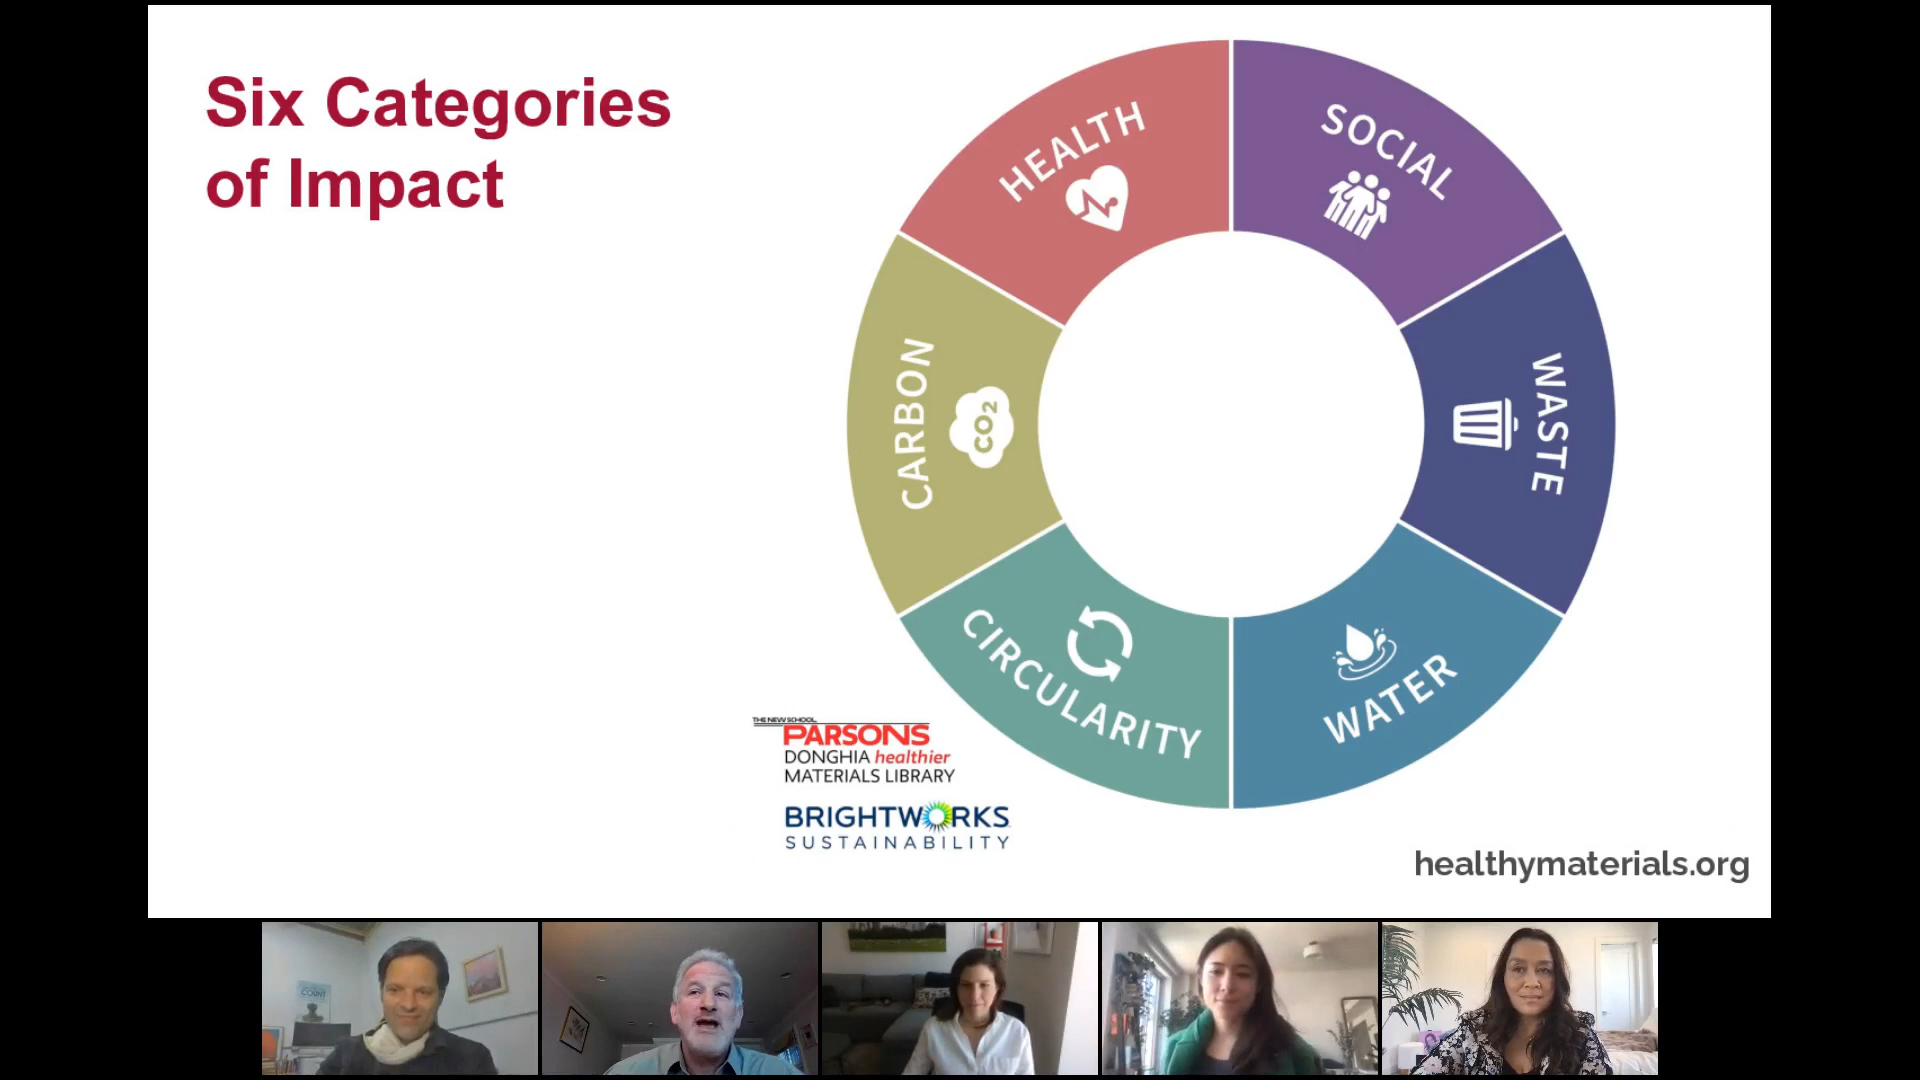 Six Categories
of Impact
HEALTH
SOCIAL
WASTE
WATER
CIRCULARITY
CARBON
CO2
THE NEW SCHOOL
PARSONS
DONGHIA healthier
MATERIALS LIBRARY
BRIGHTWORKS
SUSTAINABILITY
healthymaterials.org
COUNT